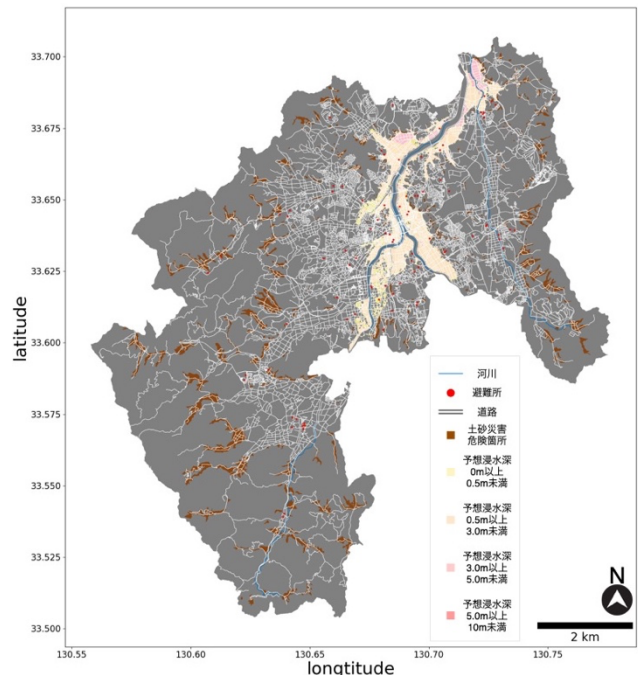 33.700
33.675
33.650
33.625
33.600
33.575
33.550
33.525
33.500
latitude
河川
避難所
道路
土砂災害
危険箇所
予想浸水深
0m以上
0.5m未満
予想浸水深
0.5m以上
3.0m未満
予想浸水深
3.0m以上
5.0m未満
予想浸水深
5.0m以上
10m未満
N
2 km
130.55
130.60
130.65
130.70
130.75
longtitude